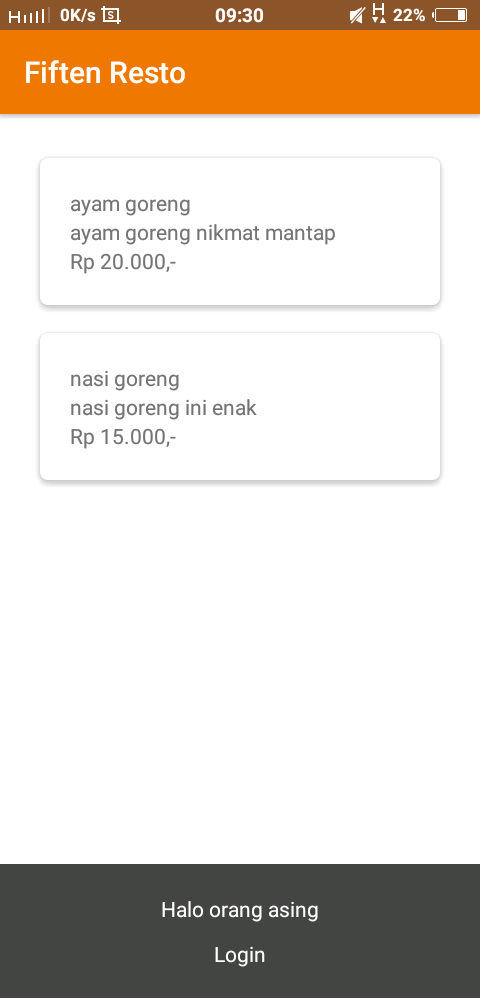 0K/s 09:30 H 22%
Fiften Resto
ayam goreng
ayam goreng nikmat mantap
Rp 20.000,-
nasi goreng
nasi goreng ini enak
Rp 15.000,-
Halo orang asing
Login